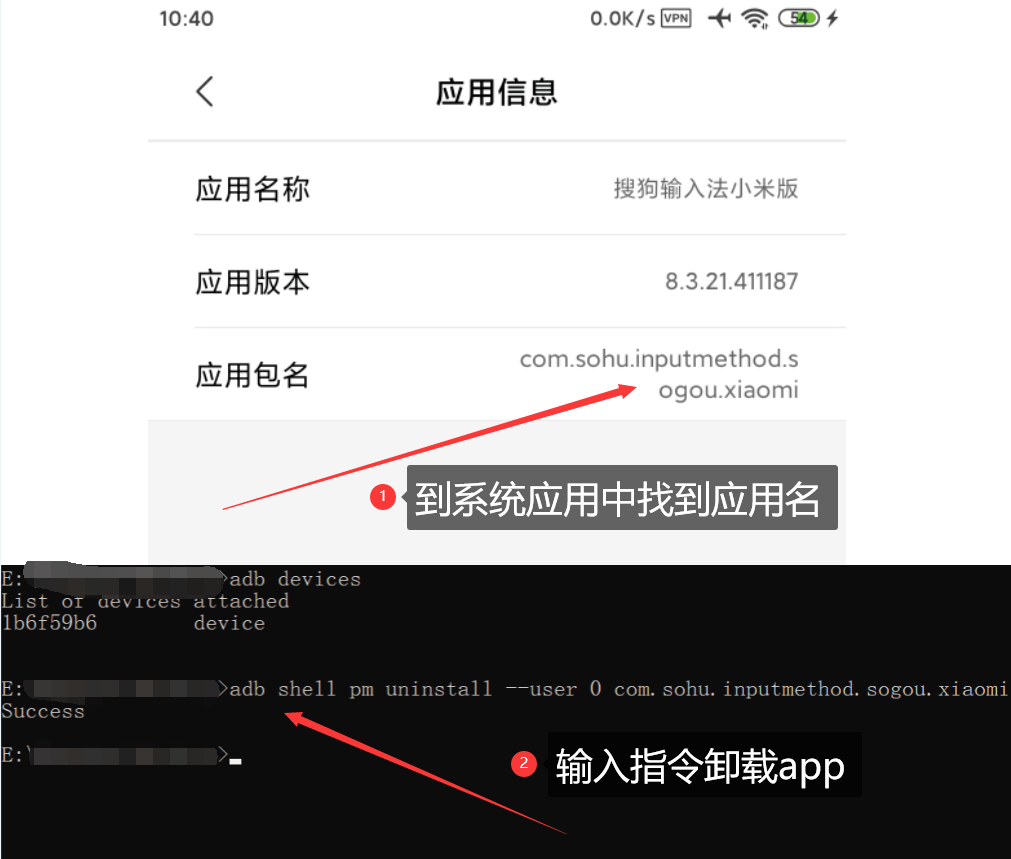 10:40
0.0K/s VPN 54
应用信息
应用名称
搜狗输入法小米版
应用版本
8.3.21.411187
应用包名
com.sohu.inputmethod.s
ogou.xiaomi
1 到系统应用中找到应用名
E: >adb devices
List of devices attached
1b6f59b6 device
E: >adb shell pm uninstall --user 0 com.sohu.inputmethod.sogou.xiaomi
Success
E:\ >
2 输入指令卸载app